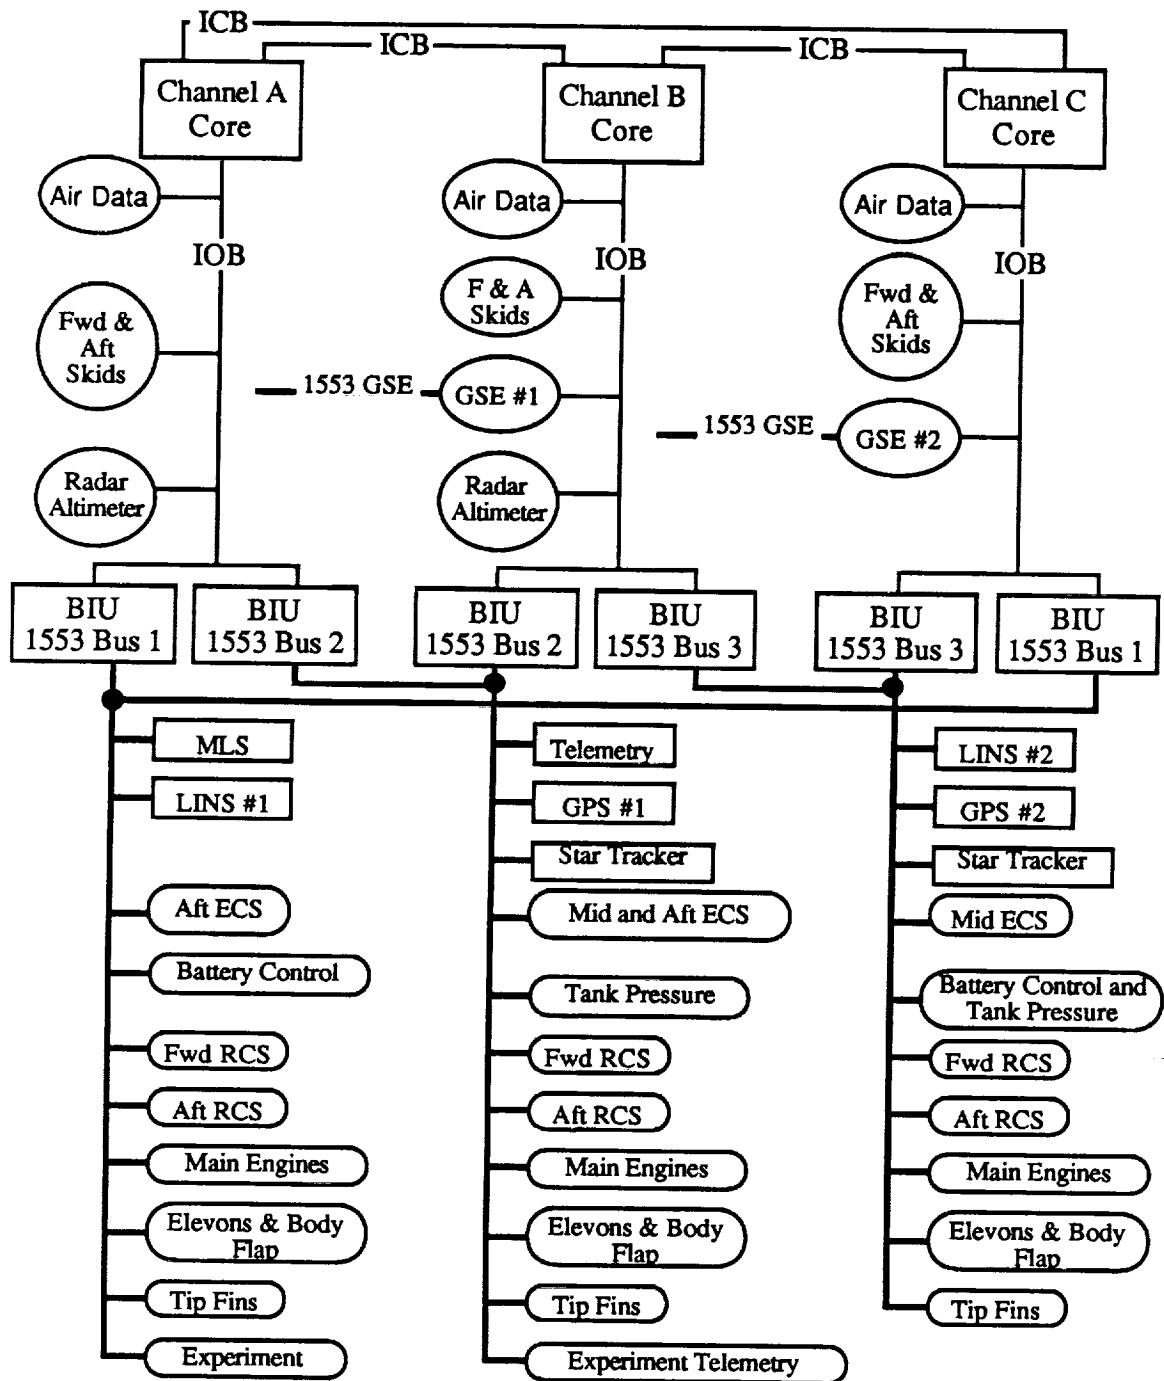 ICB
ICB
ICB
Channel A
Core
Channel B
Core
Channel C
Core
Air Data
Air Data
Air Data
IOB
IOB
IOB
Fwd &
Aft
Skids
F & A
Skids
Fwd &
Aft
Skids
1553 GSE
GSE #1
1553 GSE
GSE #2
Radar
Altimeter
Radar
Altimeter
BIU
1553 Bus 1
BIU
1553 Bus 2
BIU
1553 Bus 2
BIU
1553 Bus 3
BIU
1553 Bus 3
BIU
1553 Bus 1
MLS
LINS #1
Aft ECS
Battery Control
Fwd RCS
Aft RCS
Main Engines
Elevons & Body
Flap
Tip Fins
Experiment
Telemetry
GPS #1
Star Tracker
Mid and Aft ECS
Tank Pressure
Fwd RCS
Aft RCS
Main Engines
Elevons & Body
Flap
Tip Fins
Experiment Telemetry
LINS #2
GPS #2
Star Tracker
Mid ECS
Battery Control and
Tank Pressure
Fwd RCS
Aft RCS
Main Engines
Elevons & Body
Flap
Tip Fins